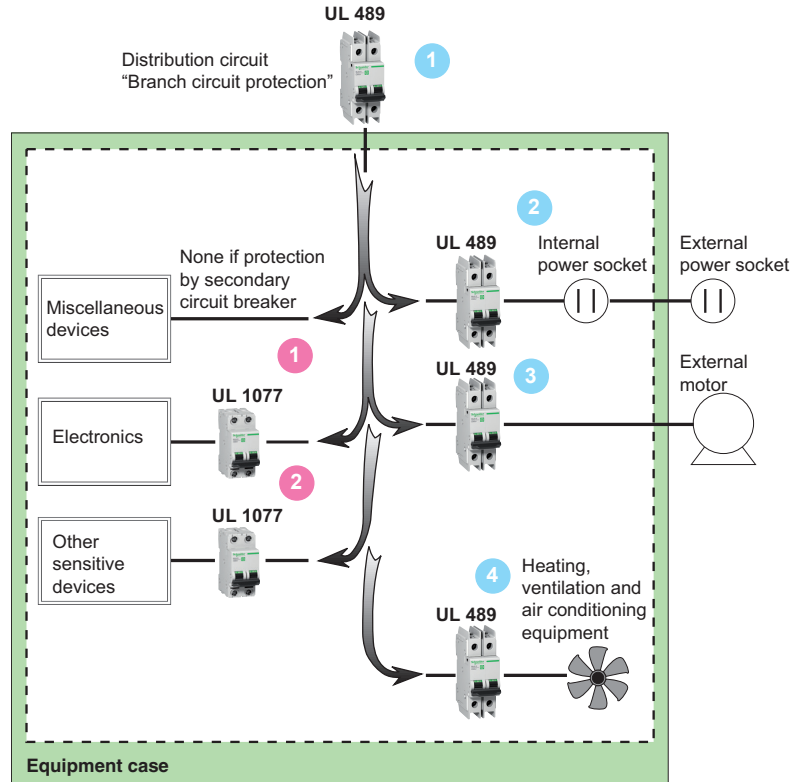 UL 489
Distribution circuit
“Branch circuit protection”
1
2
UL 489
Internal
power socket
External
power socket
None if protection
by secondary
circuit breaker
Miscellaneous
devices
1
UL 489
3
External
motor
UL 1077
Electronics
2
UL 1077
Other
sensitive
devices
4
Heating,
ventilation and
air conditioning
equipment
UL 489
Equipment case